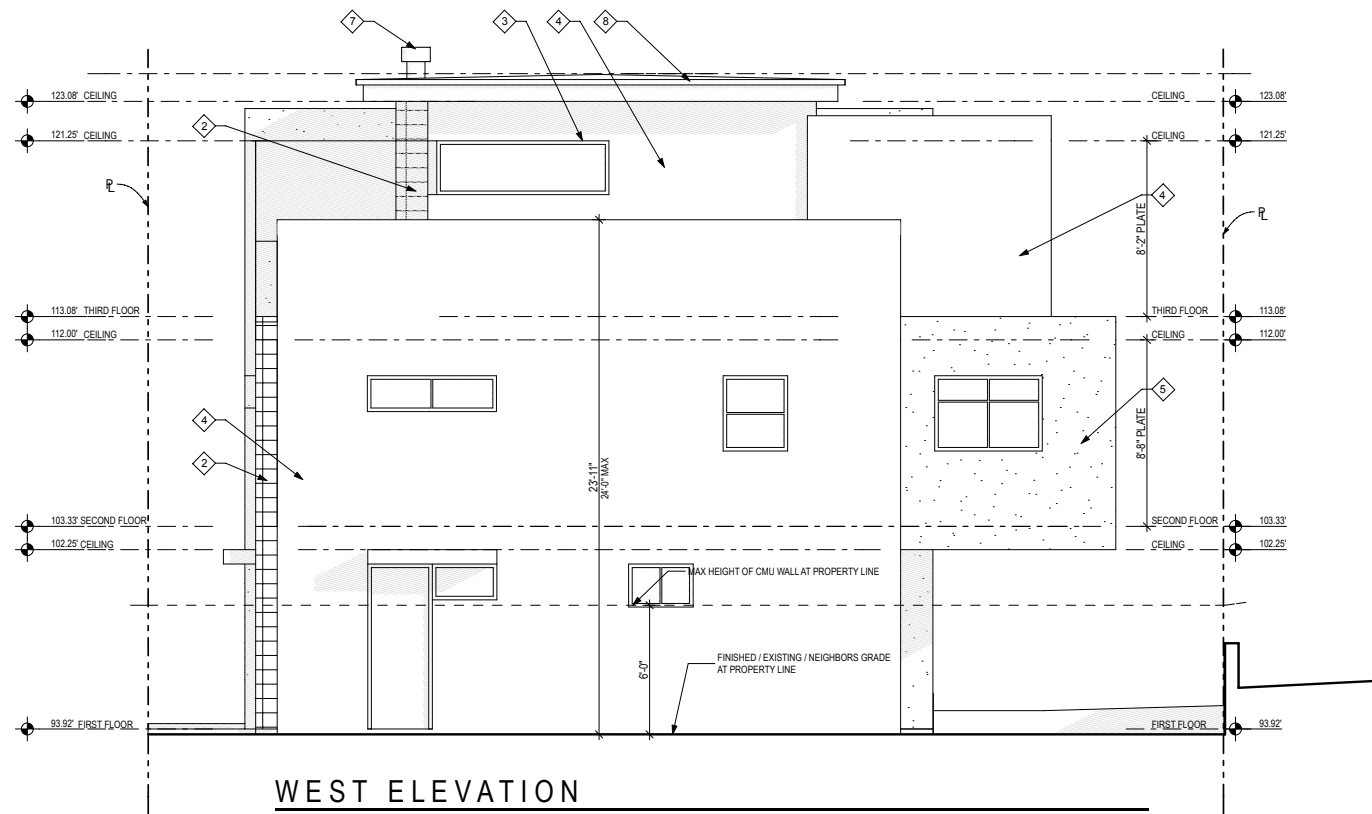 7
3
4
8
123.08' CEILING
CEILING 123.08'
2
121.25' CEILING
CEILING 121.25'
PL
2
4
4
8'-2" PLATE
PL
113.08' THIRD FLOOR
THIRD FLOOR 113.08'
112.00' CEILING
CEILING 112.00'
5
4
8'-8" PLATE
2
23'-11"
24'-0" MAX
103.33' SECOND FLOOR
SECOND FLOOR 103.33'
102.25' CEILING
CEILING 102.25'
MAX HEIGHT OF CMU WALL AT PROPERTY LINE
6'-0"
FINISHED / EXISTING / NEIGHBORS GRADE
AT PROPERTY LINE
93.92' FIRST FLOOR
FIRST FLOOR 93.92'
WEST ELEVATION